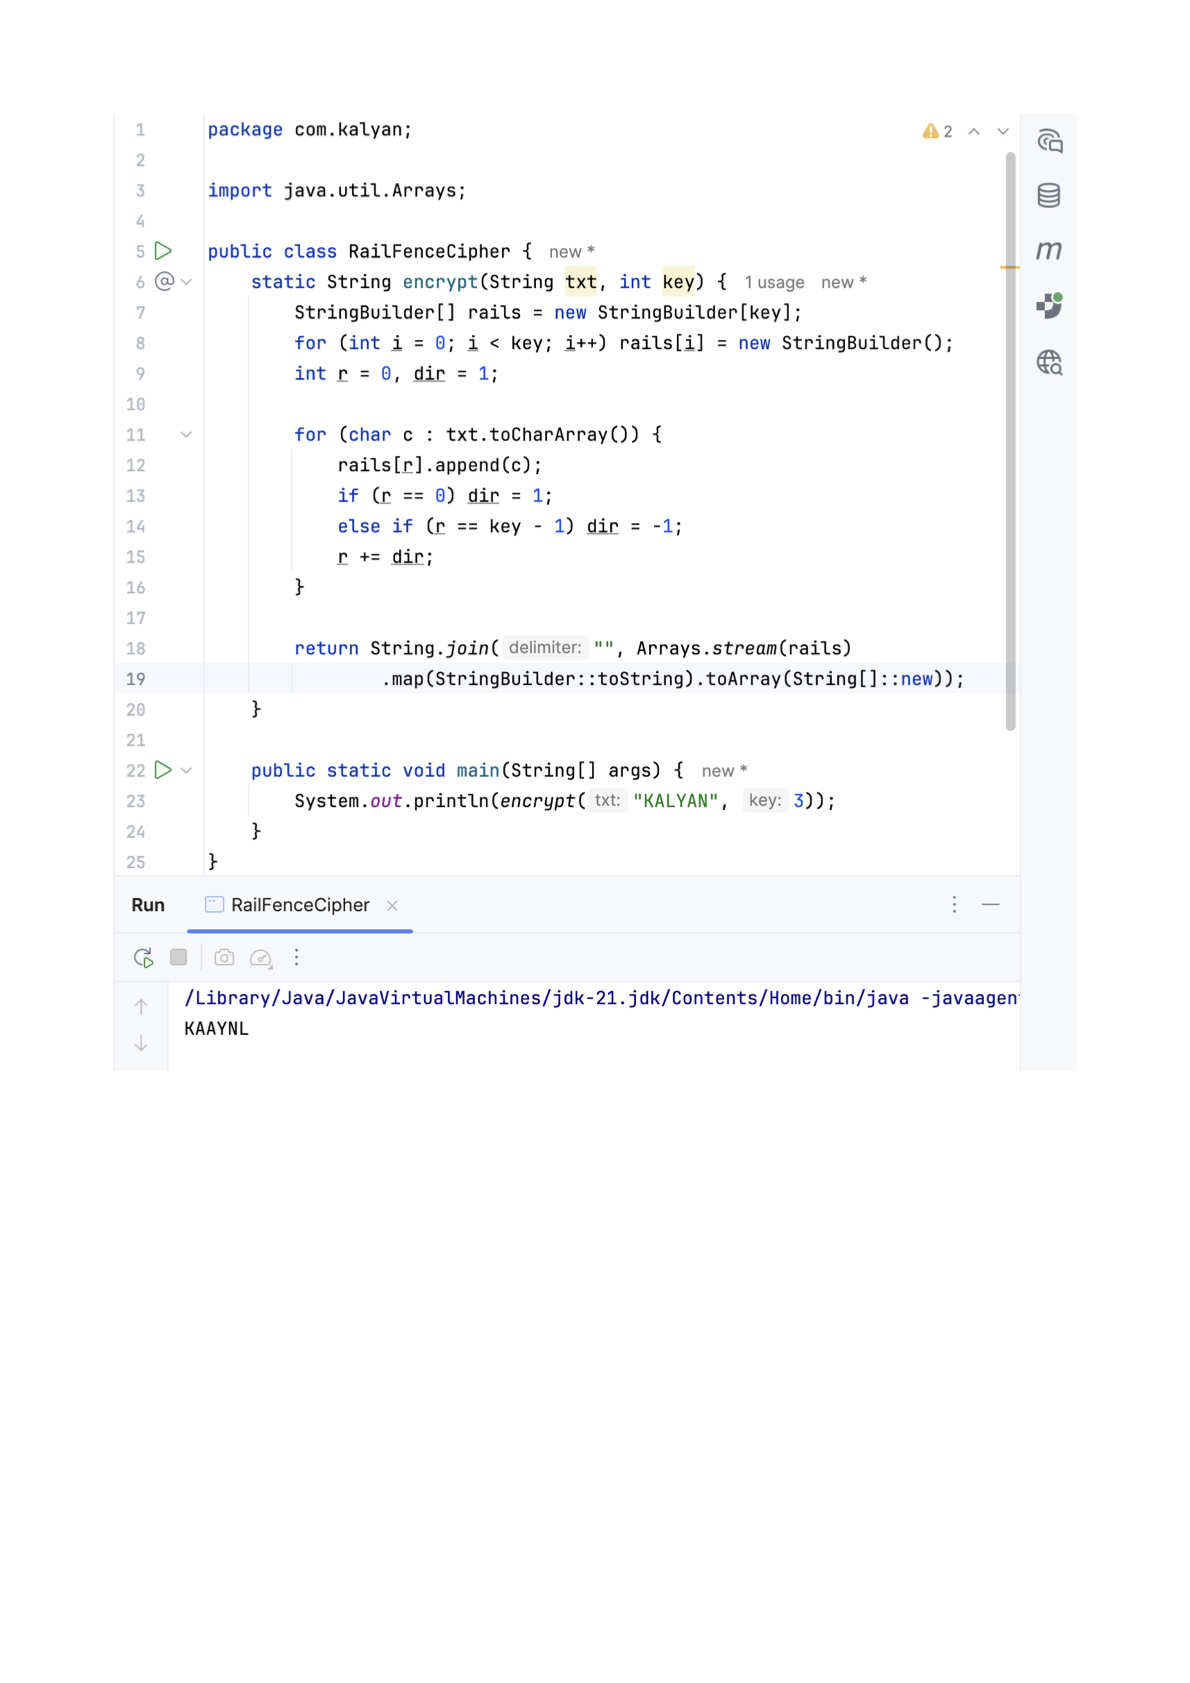 1 package com.kalyan;
2
3 import java.util.Arrays;
4
5 public class RailFenceCipher { new *
6 static String encrypt(String txt, int key) { 1 usage new *
7 StringBuilder[] rails = new StringBuilder[key];
8 for (int i = 0; i < key; i++) rails[i] = new StringBuilder();
9 int r = 0, dir = 1;
10
11 for (char c : txt.toCharArray()) {
12 rails[r].append(c);
13 if (r == 0) dir = 1;
14 else if (r == key - 1) dir = -1;
15 r += dir;
16 }
17
18 return String.join( delimiter: "", Arrays.stream(rails)
19 .map(StringBuilder::toString).toArray(String[]::new));
20 }
21
22 public static void main(String[] args) { new *
23 System.out.println(encrypt( txt: "KALYAN", key: 3));
24 }
25 }
2
m
Run RailFenceCipher
/Library/Java/JavaVirtualMachines/jdk-21.jdk/Contents/Home/bin/java -javaagen
KAAYNL